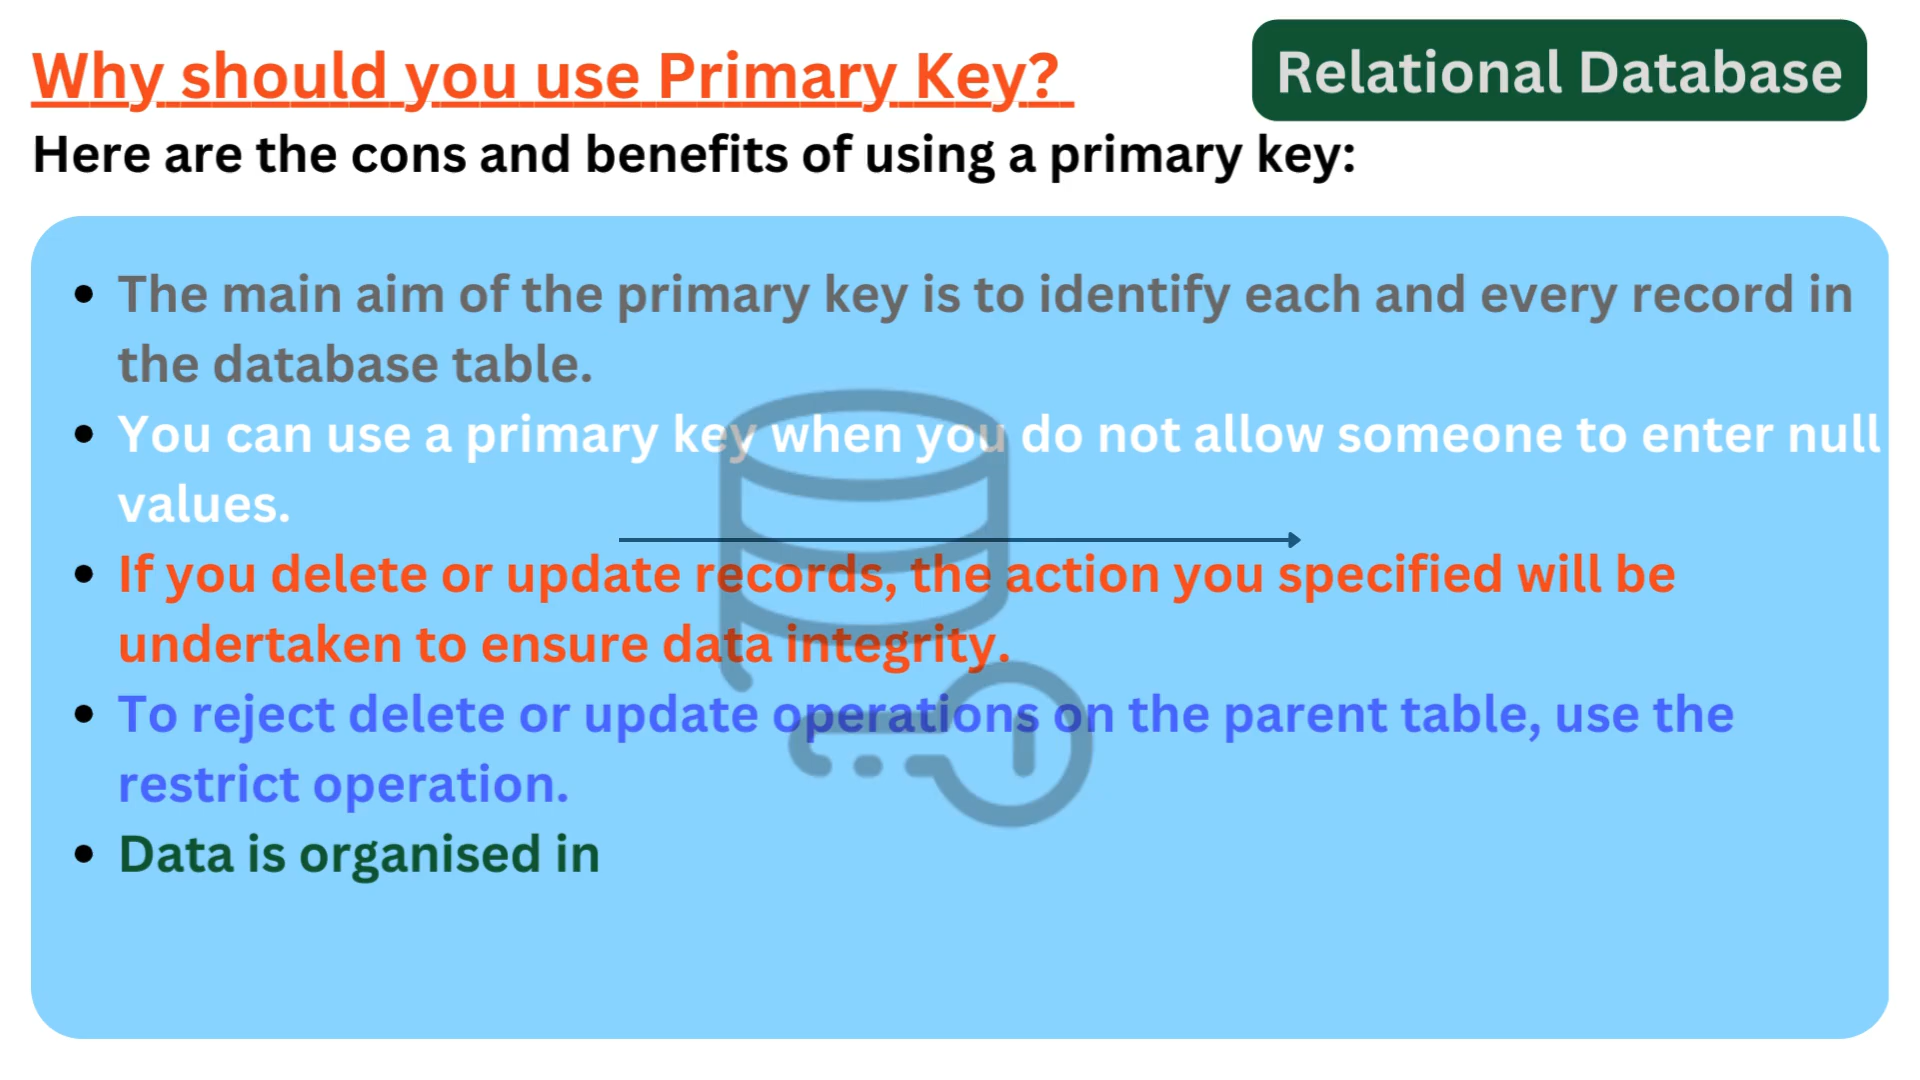 Why should you use Primary Key?
Relational Database
Here are the cons and benefits of using a primary key:
The main aim of the primary key is to identify each and every record in
the database table.
You can use a primary key when you do not allow someone to enter null
values.
If you delete or update records, the action you specified will be
undertaken to ensure data integrity.
To reject delete or update operations on the parent table, use the
restrict operation.
Data is organised in